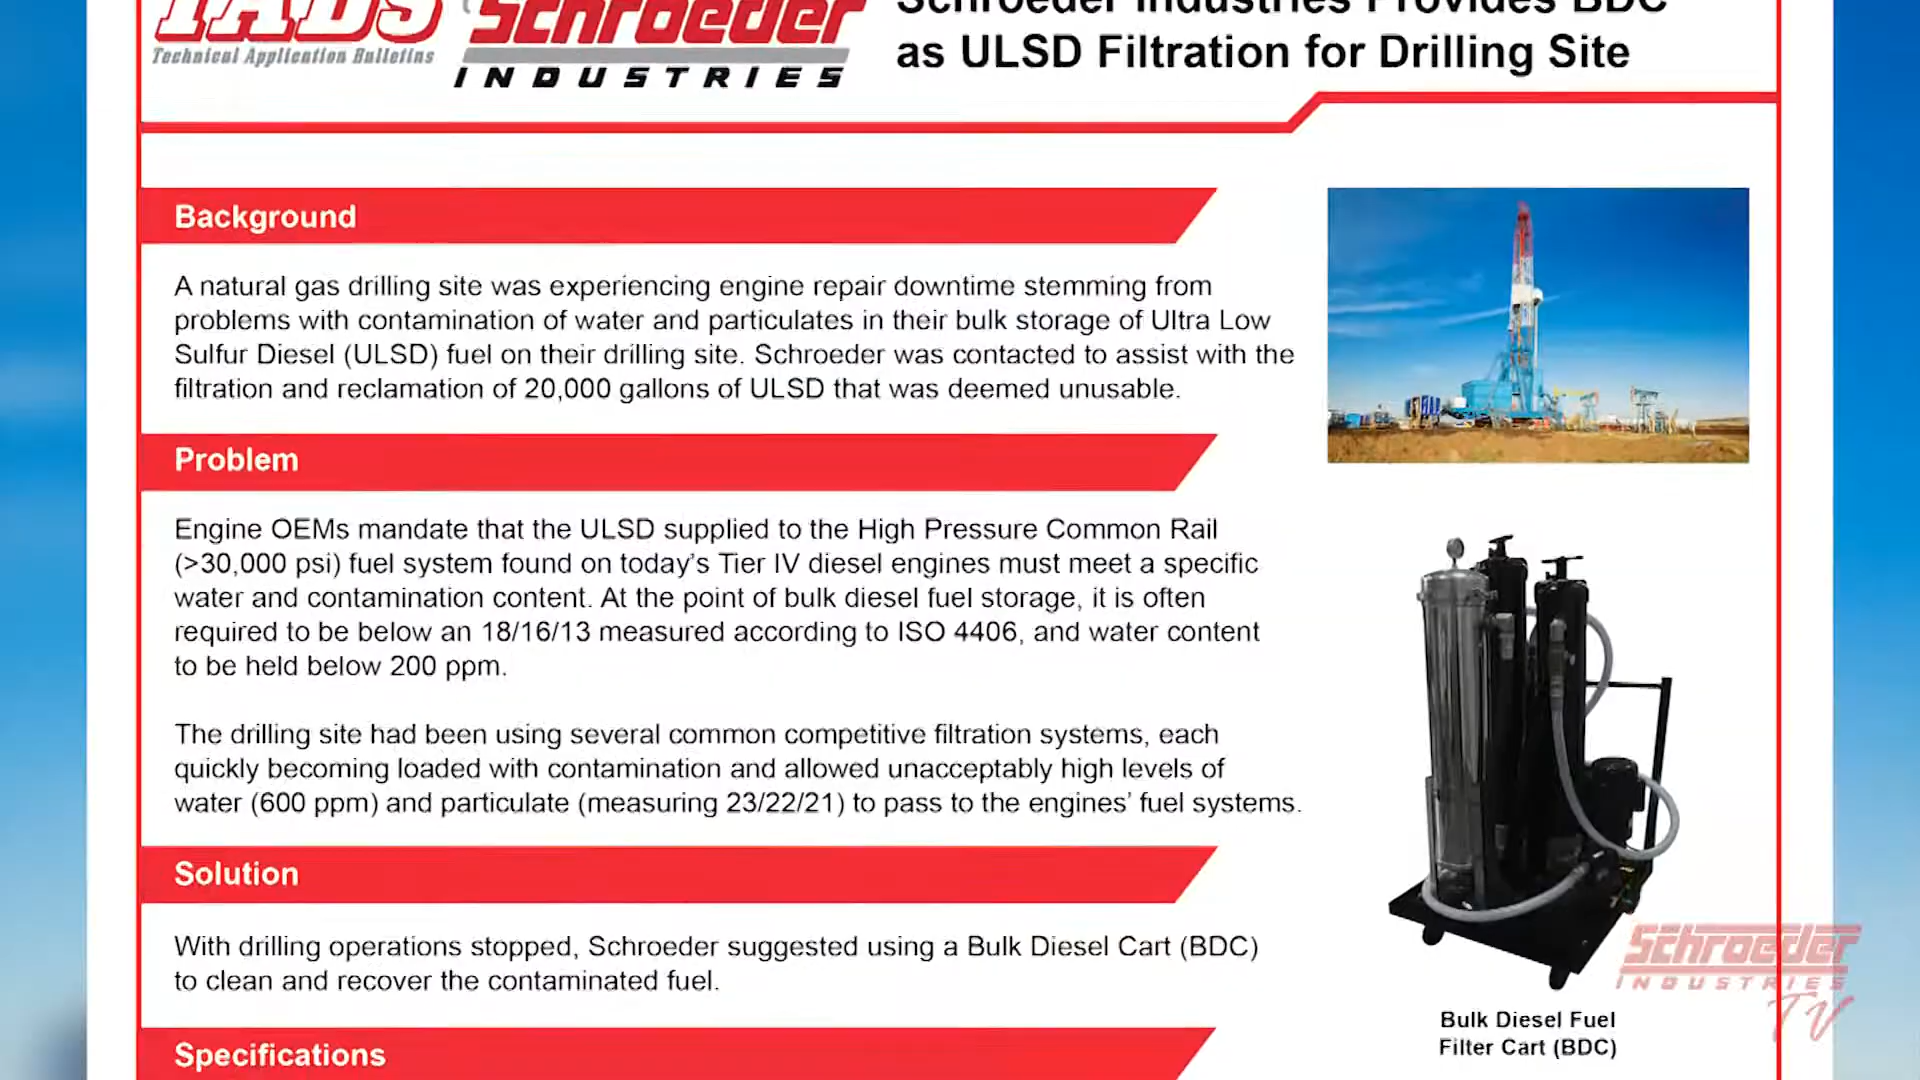 TABS
Technical Application Bulletins
Schroeder
INDUSTRIES
Schroeder Industries Provides BDC
as ULSD Filtration for Drilling Site
Background
A natural gas drilling site was experiencing engine repair downtime stemming from
problems with contamination of water and particulates in their bulk storage of Ultra Low
Sulfur Diesel (ULSD) fuel on their drilling site. Schroeder was contacted to assist with the
filtration and reclamation of 20,000 gallons of ULSD that was deemed unusable.
Problem
Engine OEMs mandate that the ULSD supplied to the High Pressure Common Rail
(>30,000 psi) fuel system found on today’s Tier IV diesel engines must meet a specific
water and contamination content. At the point of bulk diesel fuel storage, it is often
required to be below an 18/16/13 measured according to ISO 4406, and water content
to be held below 200 ppm.
The drilling site had been using several common competitive filtration systems, each
quickly becoming loaded with contamination and allowed unacceptably high levels of
water (600 ppm) and particulate (measuring 23/22/21) to pass to the engines’ fuel systems.
Solution
With drilling operations stopped, Schroeder suggested using a Bulk Diesel Cart (BDC)
to clean and recover the contaminated fuel.
Bulk Diesel Fuel
Filter Cart (BDC)
Schroeder
INDUSTRIES
TV
Specifications